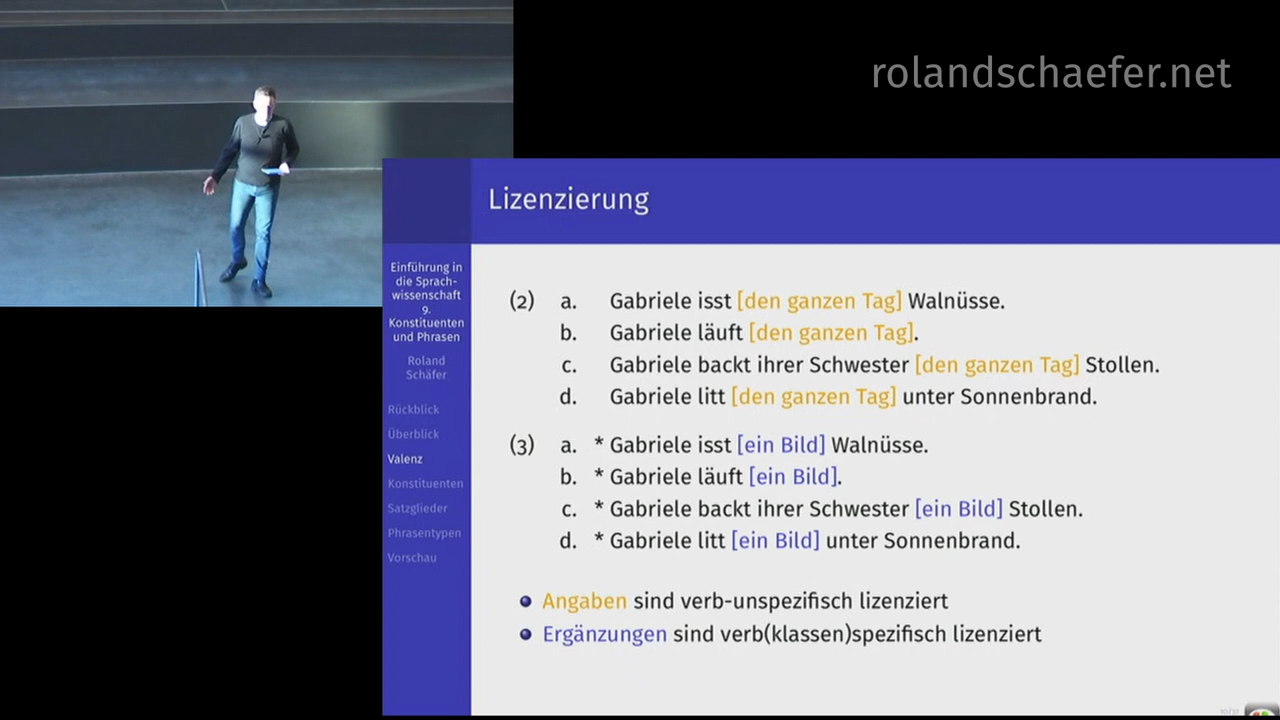 rolandschaefer.net
Lizenzierung
Einführung in
die Sprach-
wissenschaft
9.
Konstituenten
und Phrasen
Roland
Schäfer
Rückblick
Überblick
Valenz
Konstituenten
Satzglieder
Phrasentypen
Vorschau
(2) a. Gabriele isst [den ganzen Tag] Walnüsse.
b. Gabriele läuft [den ganzen Tag].
c. Gabriele backt ihrer Schwester [den ganzen Tag] Stollen.
d. Gabriele litt [den ganzen Tag] unter Sonnenbrand.
(3) a. * Gabriele isst [ein Bild] Walnüsse.
b. * Gabriele läuft [ein Bild].
c. * Gabriele backt ihrer Schwester [ein Bild] Stollen.
d. * Gabriele litt [ein Bild] unter Sonnenbrand.
Angaben sind verb-unspezifisch lizenziert
Ergänzungen sind verb(klassen)spezifisch lizenziert